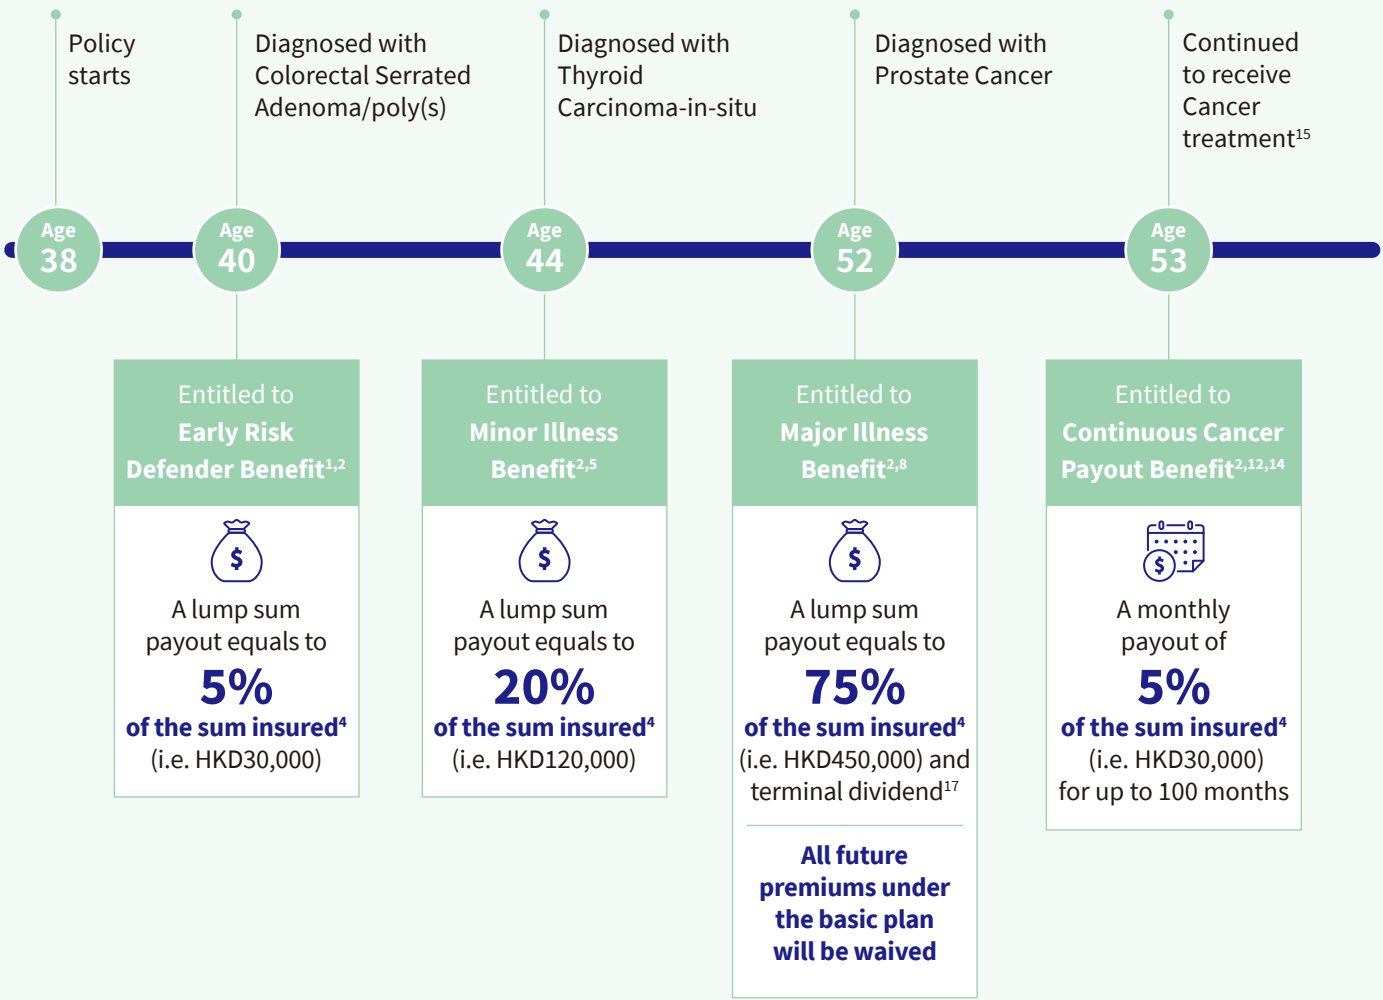 Policy
starts
Diagnosed with
Colorectal Serrated
Adenoma/poly(s)
Diagnosed with
Thyroid
Carcinoma-in-situ
Diagnosed with
Prostate Cancer
Continued
to receive
Cancer
treatment15
Age
38
Age
40
Age
44
Age
52
Age
53
Entitled to
Early Risk
Defender Benefit1,2
$
A lump sum
payout equals to
5%
of the sum insured4
(i.e. HKD30,000)
Entitled to
Minor Illness
Benefit2,5
$
A lump sum
payout equals to
20%
of the sum insured4
(i.e. HKD120,000)
Entitled to
Major Illness
Benefit2,8
$
A lump sum
payout equals to
75%
of the sum insured4
(i.e. HKD450,000) and
terminal dividend17
All future
premiums under
the basic plan
will be waived
Entitled to
Continuous Cancer
Payout Benefit2,12,14
$
A monthly
payout of
5%
of the sum insured4
(i.e. HKD30,000)
for up to 100 months